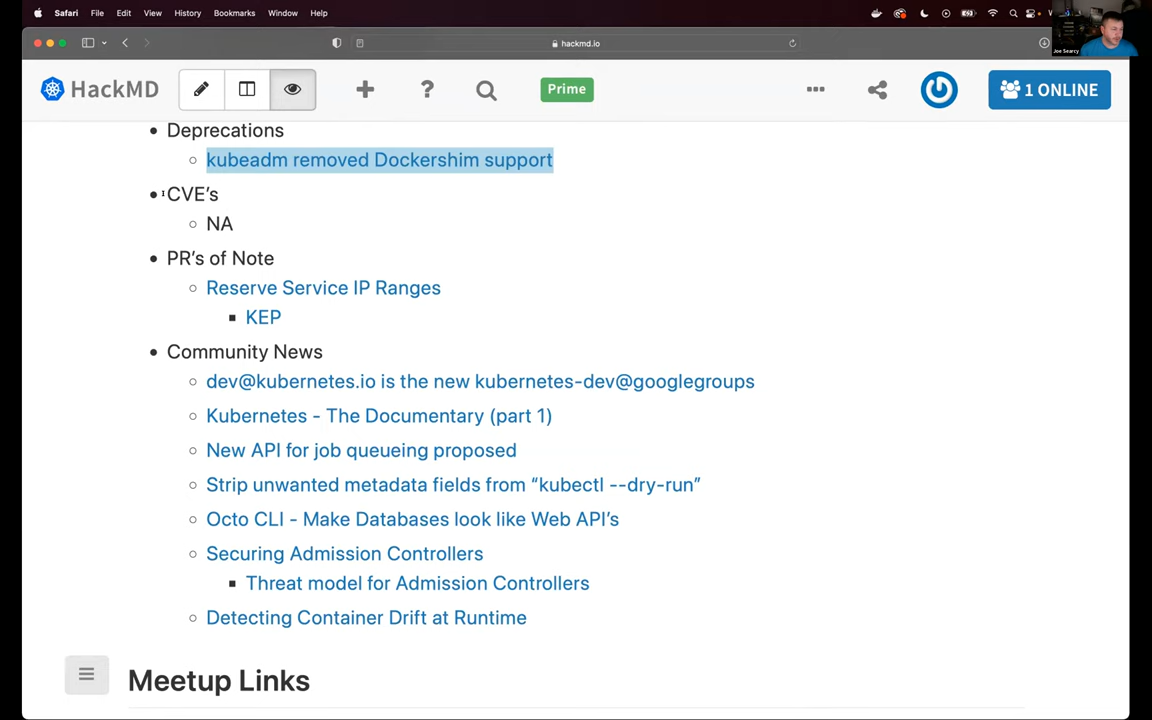 Safari File Edit View History Bookmarks Window Help
hackmd.io
Joe Searcy
HackMD
Prime
1 ONLINE
Deprecations
kubeadm removed Dockershim support
CVE’s
NA
PR’s of Note
Reserve Service IP Ranges
KEP
Community News
dev@kubernetes.io is the new kubernetes-dev@googlegroups
Kubernetes - The Documentary (part 1)
New API for job queueing proposed
Strip unwanted metadata fields from “kubectl --dry-run”
Octo CLI - Make Databases look like Web API’s
Securing Admission Controllers
Threat model for Admission Controllers
Detecting Container Drift at Runtime
Meetup Links